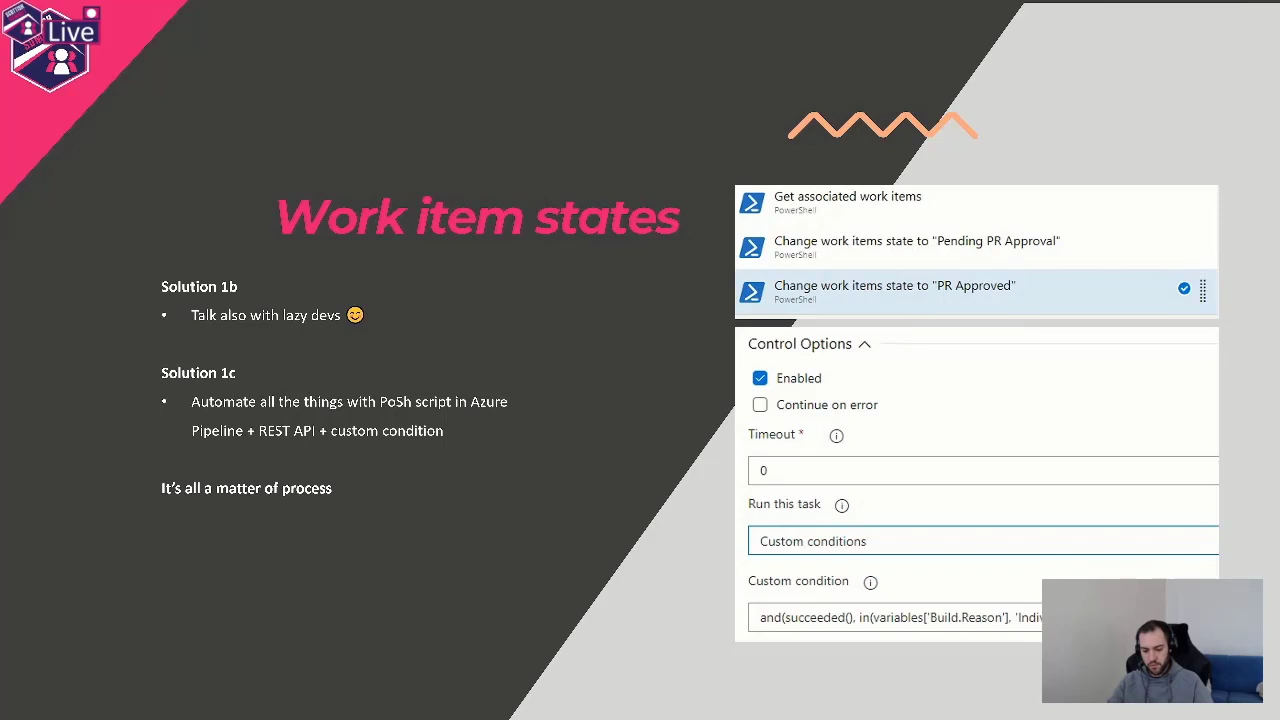 Live
Work item states
Solution 1b
• Talk also with lazy devs 😊
Solution 1c
• Automate all the things with PoSh script in Azure
Pipeline + REST API + custom condition
It's all a matter of process
Get associated work items
PowerShell
Change work items state to "Pending PR Approval"
PowerShell
Change work items state to "PR Approved"
PowerShell
Control Options
Enabled
Continue on error
Timeout *
0
Run this task
Custom conditions
Custom condition
and(succeeded(), in(variables['Build.Reason'], 'Indiv